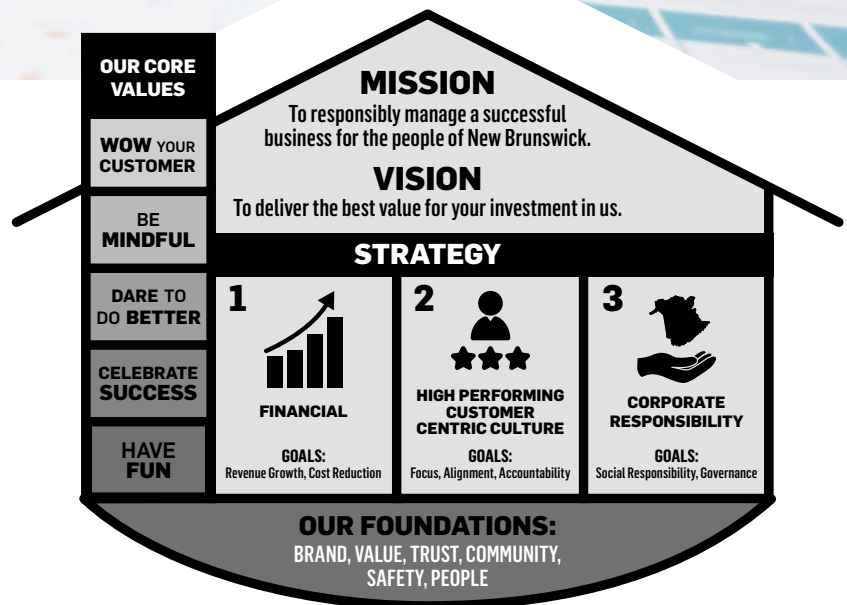 OUR CORE
VALUES
WOW YOUR
CUSTOMER
BE
MINDFUL
DARE TO
DO BETTER
CELEBRATE
SUCCESS
HAVE
FUN
MISSION
To responsibly manage a successful
business for the people of New Brunswick.
VISION
To deliver the best value for your investment in us.
STRATEGY
1
FINANCIAL
GOALS:
Revenue Growth, Cost Reduction
2
HIGH PERFORMING
CUSTOMER
CENTRIC CULTURE
GOALS:
Focus, Alignment, Accountability
3
CORPORATE
RESPONSIBILITY
GOALS:
Social Responsibility, Governance
OUR FOUNDATIONS:
BRAND, VALUE, TRUST, COMMUNITY,
SAFETY, PEOPLE